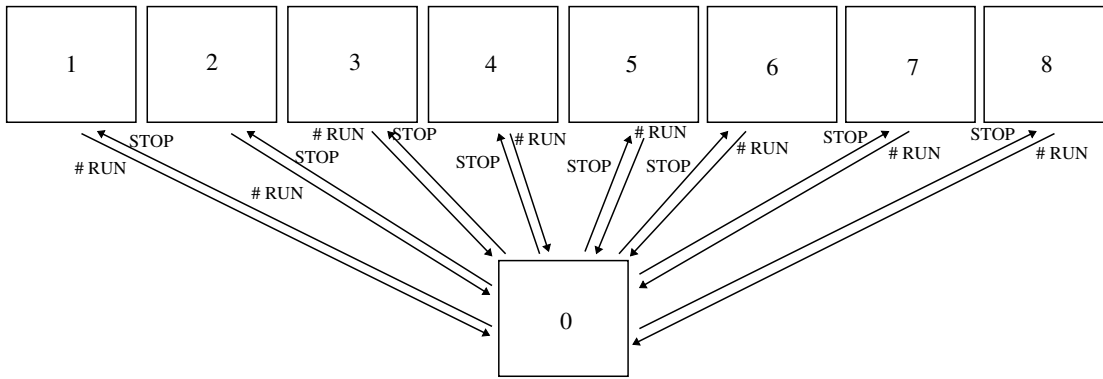 1 2 3 4 5 6 7 8
# RUN STOP # RUN # RUN
STOP STOP STOP
STOP STOP STOP STOP # RUN # RUN # RUN
# RUN
# RUN
0